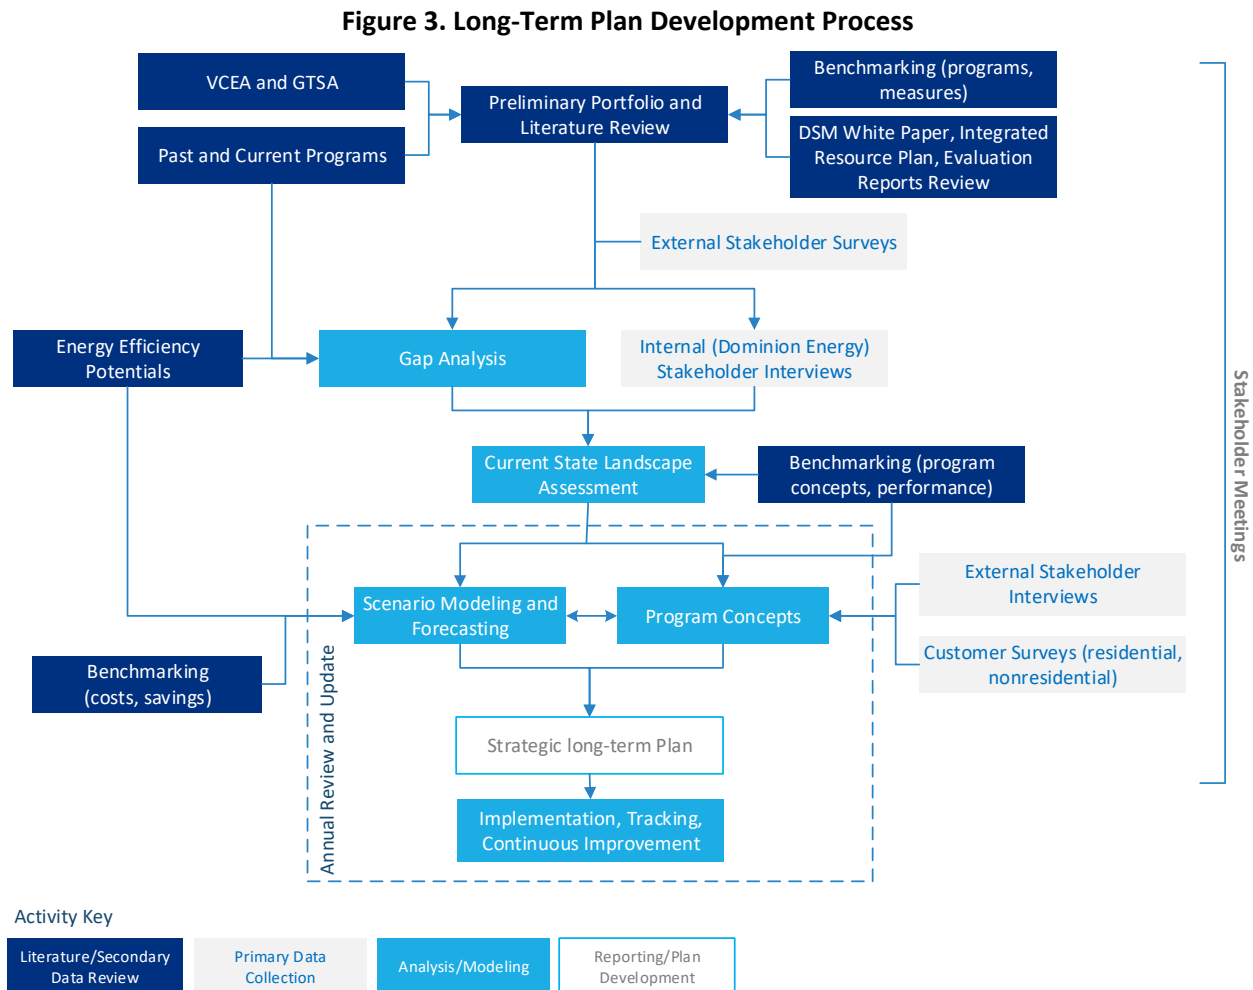 Figure 3. Long-Term Plan Development Process
VCEA and GTSA
Past and Current Programs
Preliminary Portfolio and
Literature Review
Benchmarking (programs,
measures)
DSM White Paper, Integrated
Resource Plan, Evaluation
Reports Review
External Stakeholder Surveys
Energy Efficiency
Potentials
Gap Analysis
Internal (Dominion Energy)
Stakeholder Interviews
Current State Landscape
Assessment
Benchmarking (program
concepts, performance)
Scenario Modeling and
Forecasting
Program Concepts
External Stakeholder
Interviews
Customer Surveys (residential,
nonresidential)
Benchmarking
(costs, savings)
Strategic long-term Plan
Implementation, Tracking,
Continuous Improvement
Annual Review and Update
Stakeholder Meetings
Activity Key
Literature/Secondary
Data Review
Primary Data
Collection
Analysis/Modeling
Reporting/Plan
Development